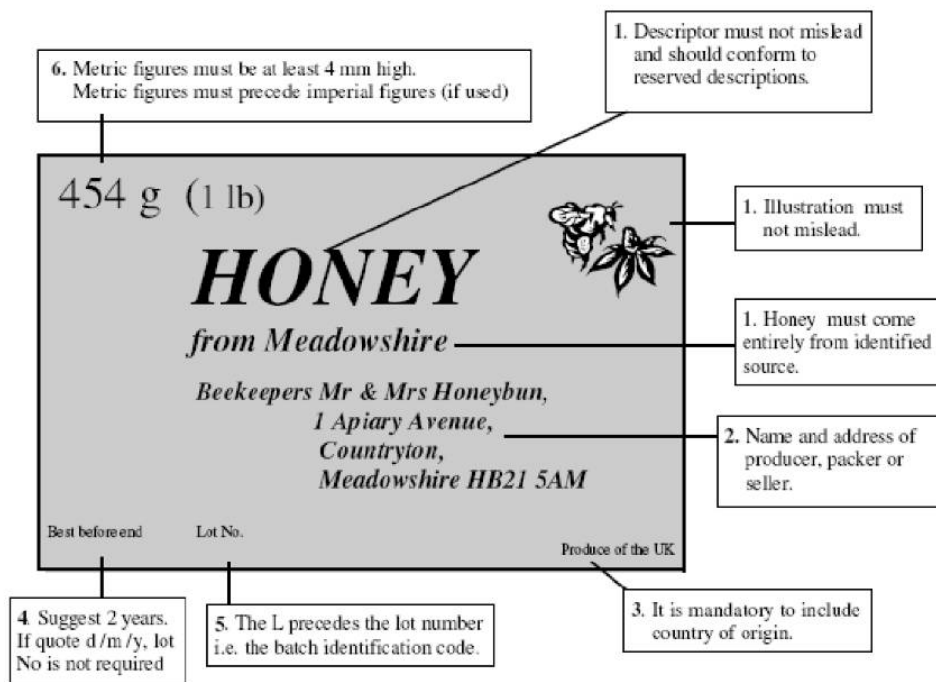 6. Metric figures must be at least 4 mm high.
Metric figures must precede imperial figures (if used)
1. Descriptor must not mislead
and should conform to
reserved descriptions.
454 g (1 lb)
1. Illustration must
not mislead.
HONEY
from Meadowshire
1. Honey must come
entirely from identified
source.
Beekeepers Mr & Mrs Honeybun,
1 Apiary Avenue,
Countryton,
Meadowshire HB21 5AM
2. Name and address of
producer, packer or
seller.
Best before end
Lot No.
Produce of the UK
4. Suggest 2 years.
If quote d/m/y, lot
No is not required
5. The L precedes the lot number
i.e. the batch identification code.
3. It is mandatory to include
country of origin.